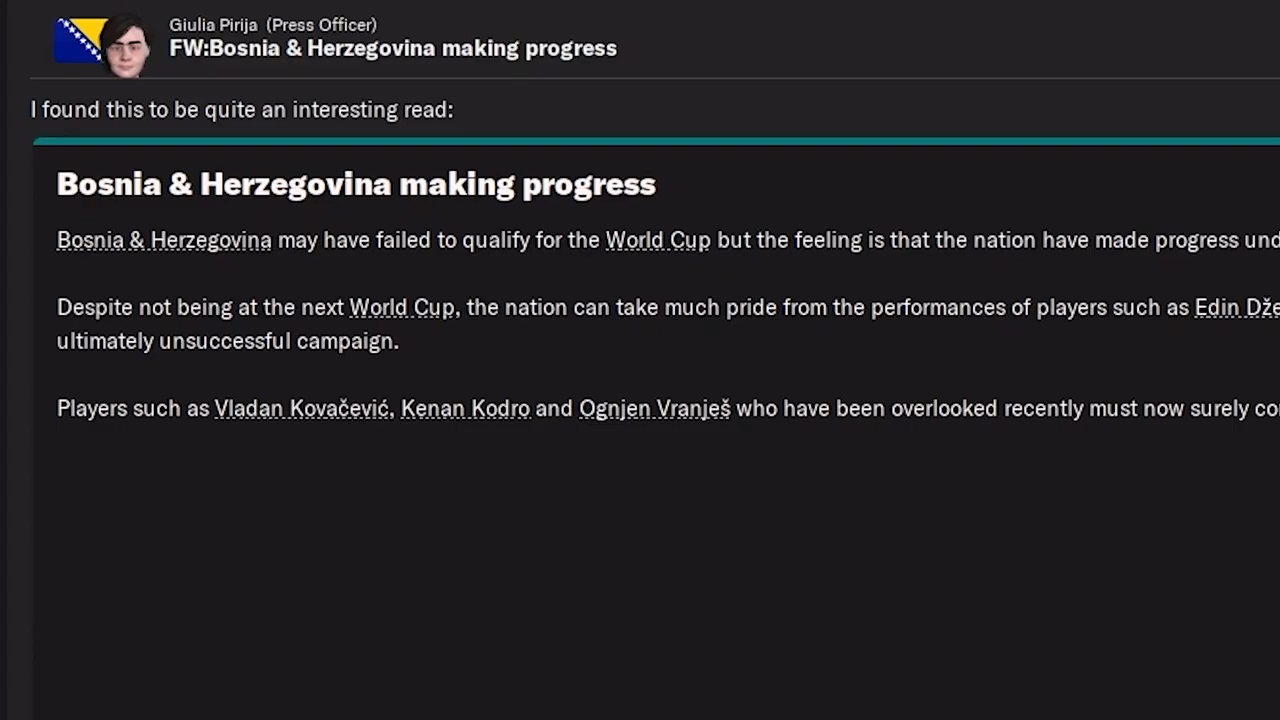 Giulia Pirija (Press Officer)
FW:Bosnia & Herzegovina making progress
I found this to be quite an interesting read:
Bosnia & Herzegovina making progress
Bosnia & Herzegovina may have failed to qualify for the World Cup but the feeling is that the nation have made progress
Despite not being at the next World Cup, the nation can take much pride from the performances of players such as Edin
ultimately unsuccessful campaign.
Players such as Vladan Kovačević, Kenan Kodro and Ognjen Vranješ who have been overlooked recently must now surely